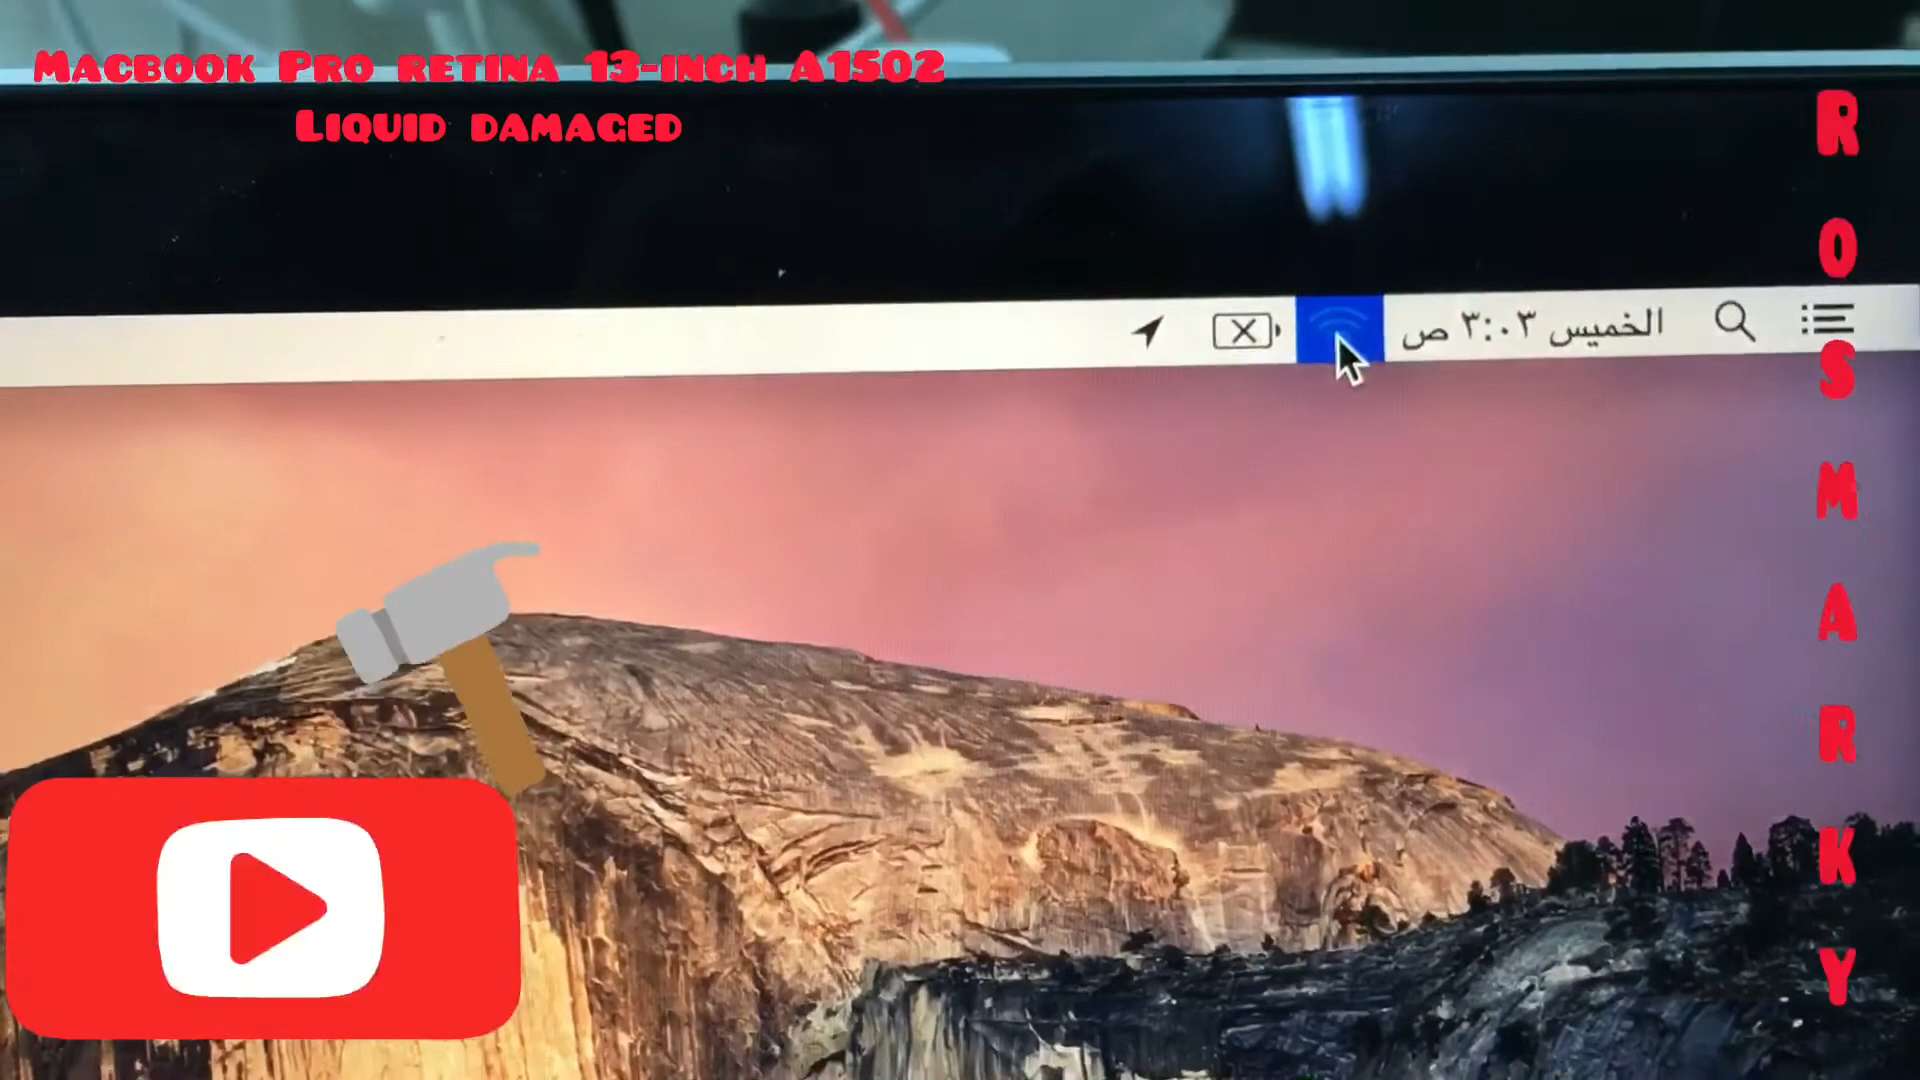 Macbook Pro retina 13-inch A1502
Liquid damaged
الخميس ٣:٠٣ ص
ROSMARKY